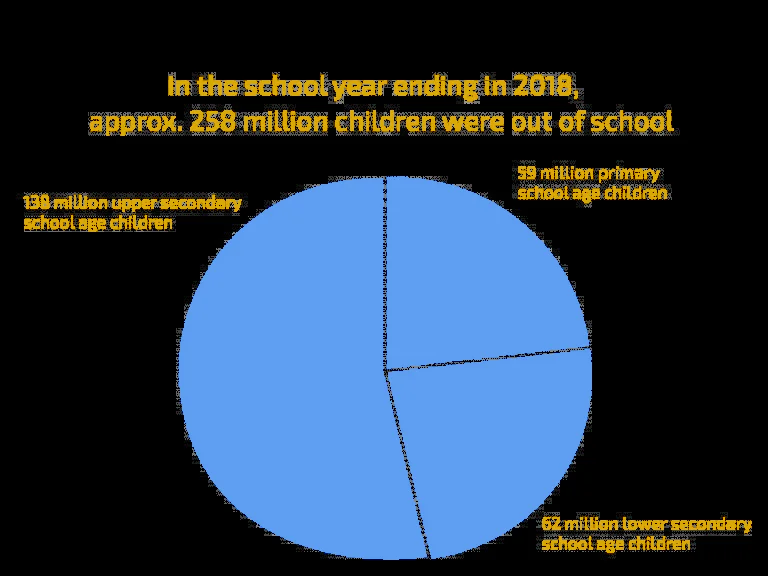 In the school year ending in 2018,
approx. 258 million children were out of school
59 million primary
school age children
138 million upper secondary
school age children
62 million lower secondary
school age children